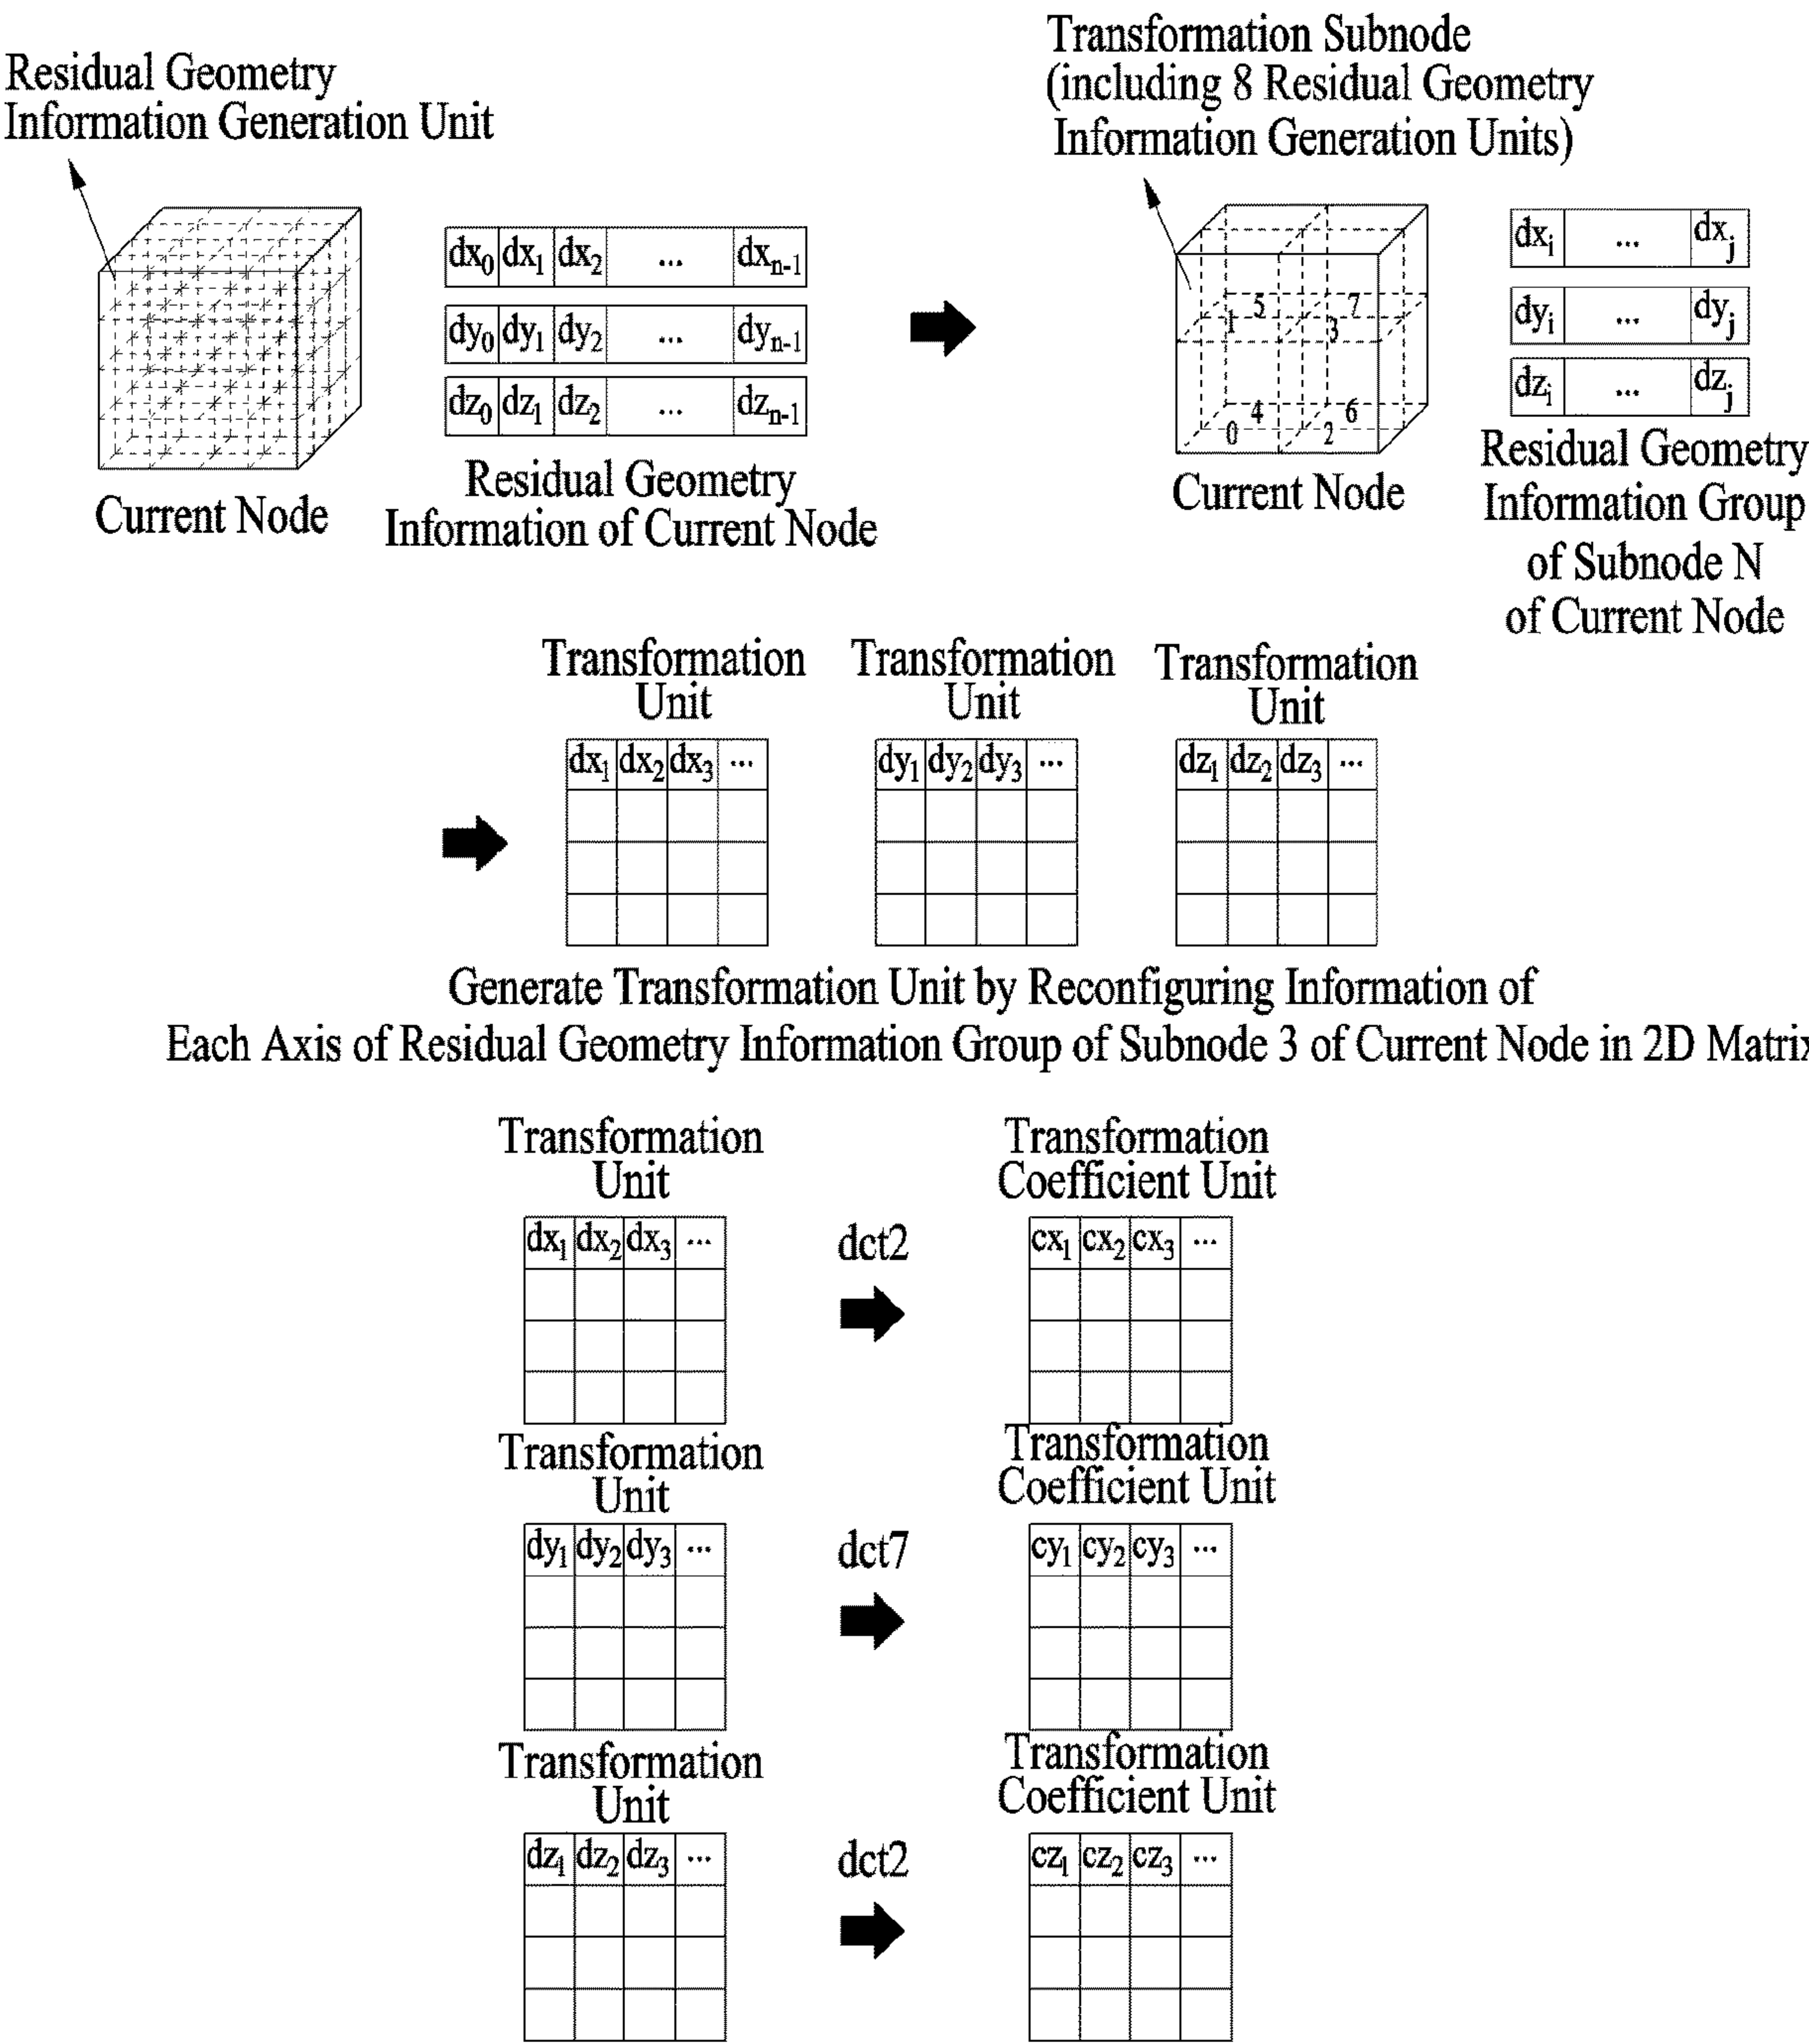 Residual Geometry
Information Generation Unit
Transformation Subnode
(including 8 Residual Geometry
Information Generation Units)
dx0 dx1 dx2 ... dxn-1
dy0 dy1 dy2 ... dyn-1
dz0 dz1 dz2 ... dzn-1
Current Node
Residual Geometry
Information of Current Node
5 7
1 3
4 6
0 2
Current Node
dxi ... dxj
dyi ... dyj
dzi ... dzj
Residual Geometry
Information Group
of Subnode N
of Current Node
Transformation
Unit
Transformation
Unit
Transformation
Unit
dx1 dx2 dx3 ...
dy1 dy2 dy3 ...
dz1 dz2 dz3 ...
Generate Transformation Unit by Reconfiguring Information of
Each Axis of Residual Geometry Information Group of Subnode 3 of Current Node in 2D Matrix
Transformation
Unit
Transformation
Coefficient Unit
dx1 dx2 dx3 ...
dct2
cx1 cx2 cx3 ...
Transformation
Unit
Transformation
Coefficient Unit
dy1 dy2 dy3 ...
dct7
cy1 cy2 cy3 ...
Transformation
Unit
Transformation
Coefficient Unit
dz1 dz2 dz3 ...
dct2
cz1 cz2 cz3 ...